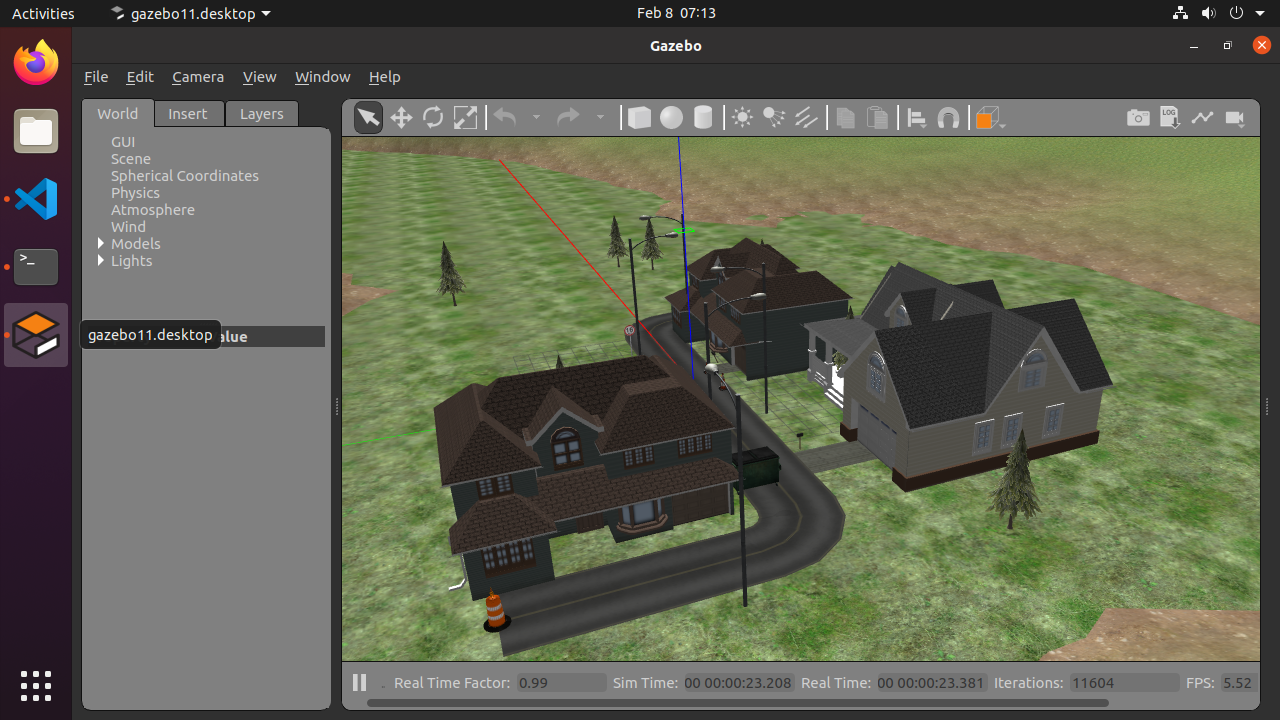 Activities
gazebo11.desktop
Feb 8 07:13
Gazebo
File Edit Camera View Window Help
World Insert Layers
GUI
Scene
Spherical Coordinates
Physics
Atmosphere
Wind
Models
Lights
gazebo11.desktop
>_
Real Time Factor: 0.99 Sim Time: 00 00:00:23.208 Real Time: 00 00:00:23.381 Iterations: 11604 FPS: 5.52
LOG